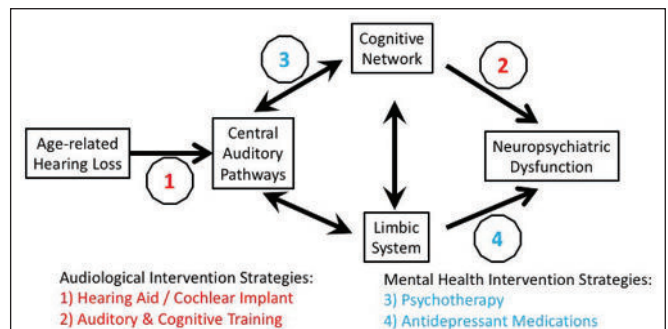 Cognitive
Network
3
2
Age-related
Hearing Loss
Central
Auditory
Pathways
Neuropsychiatric
Dysfunction
1
Limbic
System
4
Audiological Intervention Strategies:
1) Hearing Aid / Cochlear Implant
2) Auditory & Cognitive Training
Mental Health Intervention Strategies:
3) Psychotherapy
4) Antidepressant Medications